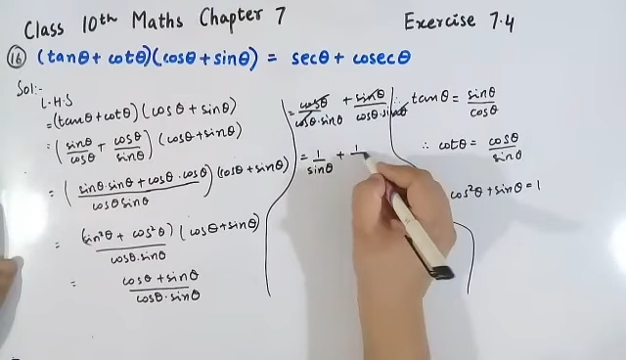 Class 10th Maths Chapter 7 Exercise 7.4
16 (tanθ + cotθ)(cosθ + sinθ) = secθ + cosecθ
Sol:-
L.H.S
= (tanθ + cotθ) (cosθ + sinθ)
= (sinθ/cosθ + cosθ/sinθ) (cosθ + sinθ)
= (sinθ·sinθ + cosθ·cosθ / cosθ sinθ) (cosθ + sinθ)
= (sin²θ + cos²θ) (cosθ + sinθ) / cosθ·sinθ
= cosθ + sinθ / cosθ·sinθ
= cosθ / cosθ·sinθ + sinθ / cosθ·sinθ
= 1/sinθ + 1
∴ tanθ = sinθ/cosθ
∴ cotθ = cosθ/sinθ
cos²θ + sinθ = 1